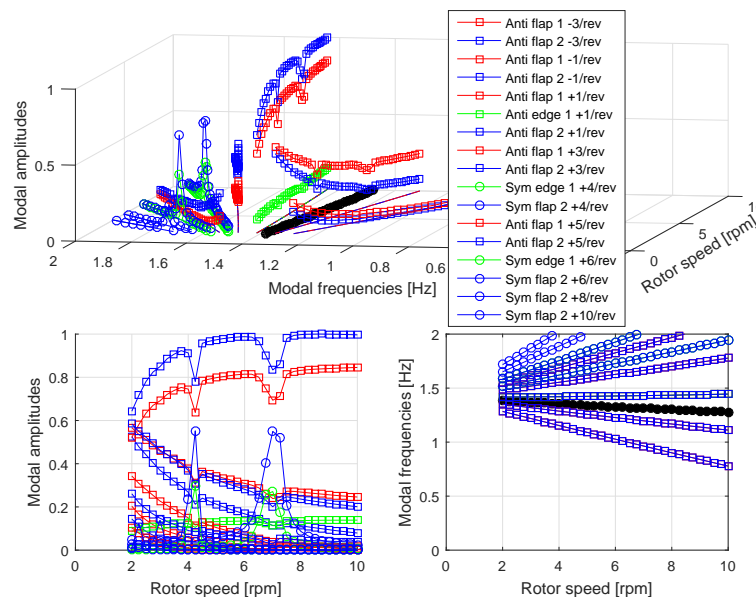 Modal amplitudes
1
0.5
0
2
1.8
1.6
1.4
1.2
1
0.8
0.6
Modal frequencies [Hz]
0
5
1
Rotor speed [rpm]
Anti flap 1 -3/rev
Anti flap 2 -3/rev
Anti flap 1 -1/rev
Anti flap 2 -1/rev
Anti flap 1 +1/rev
Anti edge 1 +1/rev
Anti flap 2 +1/rev
Anti flap 1 +3/rev
Anti flap 2 +3/rev
Sym edge 1 +4/rev
Sym flap 2 +4/rev
Anti flap 1 +5/rev
Anti flap 2 +5/rev
Sym edge 1 +6/rev
Sym flap 2 +6/rev
Sym flap 2 +8/rev
Sym flap 2 +10/rev
Modal amplitudes
1
0.8
0.6
0.4
0.2
0
0 2 4 6 8 10
Rotor speed [rpm]
Modal frequencies [Hz]
2
1.5
1
0.5
0
0 2 4 6 8 10
Rotor speed [rpm]